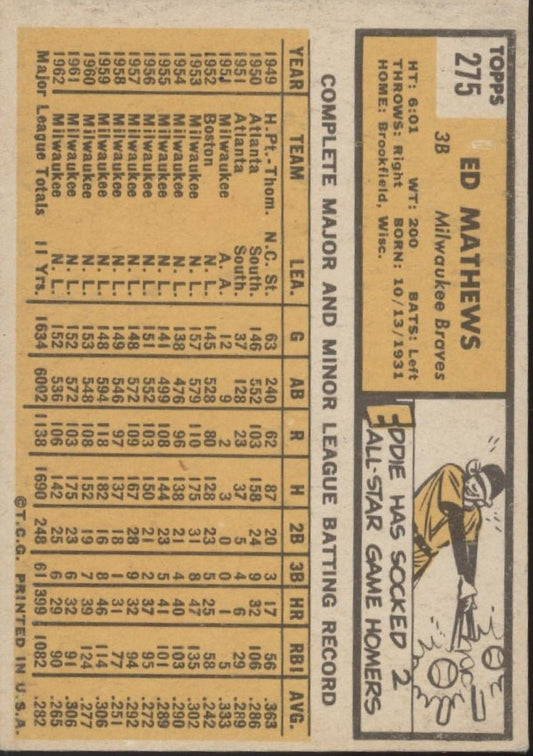 TOPPS
275
ED MATHEWS
3B Milwaukee Braves
HT: 6:01 WT: 200 BATS: Left
THROWS: Right BORN: 10/13/1931
HOME: Brookfield, Wisc.
EDDIE HAS SOCKED 2
ALL-STAR GAME HOMERS
COMPLETE MAJOR AND MINOR LEAGUE BATTING RECORD
YEAR TEAM LEA. G AB R H 2B 3B HR RBI AVG.
1949 H.Pt.-Thom. N.C. St. 63 240 62 87 20 3 17 56 .363
1950 Atlanta South. 146 552 103 158 24 9 32 106 .286
1951 Atlanta South. 37 128 23 37 4 4 6 29 .289
1951 Milwaukee A. A. 12 9 2 3 0 0 1 5 .333
1952 Boston N. L. 145 528 80 128 23 5 25 58 .242
1953 Milwaukee N. L. 157 579 110 175 31 8 47 135 .302
1954 Milwaukee N. L. 138 476 96 138 21 4 40 103 .290
1955 Milwaukee N. L. 141 499 108 144 23 5 41 101 .289
1956 Milwaukee N. L. 151 552 103 150 21 2 37 95 .272
1957 Milwaukee N. L. 148 572 109 167 28 9 32 94 .292
1958 Milwaukee N. L. 149 546 97 137 18 1 31 77 .251
1959 Milwaukee N. L. 148 594 118 182 16 8 46 114 .306
1960 Milwaukee N. L. 153 548 108 152 19 7 39 124 .277
1961 Milwaukee N. L. 152 572 103 175 23 6 32 91 .306
1962 Milwaukee N. L. 152 536 106 142 25 6 29 90 .265
Major League Totals 11 Yrs. 1634 6002 1138 1690 248 61 399 1082 .282
©T.C.G. PRINTED IN U.S.A.